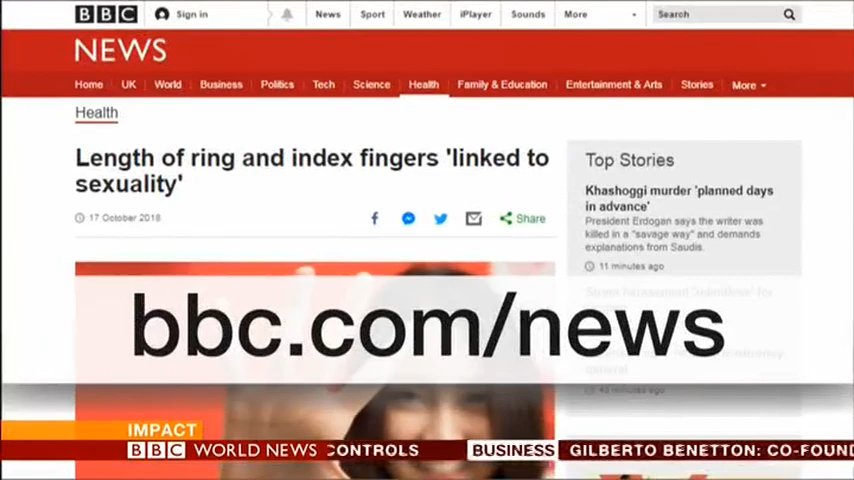 BBC Sign in News Sport Weather iPlayer Sounds More Search
NEWS
Home UK World Business Politics Tech Science Health Family & Education Entertainment & Arts Stories More
Health
Length of ring and index fingers 'linked to
sexuality'
17 October 2018
Share
Top Stories
Khashoggi murder 'planned days
in advance'
President Erdogan says the writer was
killed in a "savage way" and demands
explanations from Saudis.
11 minutes ago
bbc.com/news
IMPACT
BBC WORLD NEWS CONTROLS BUSINESS GILBERTO BENETTON: CO-FOUND